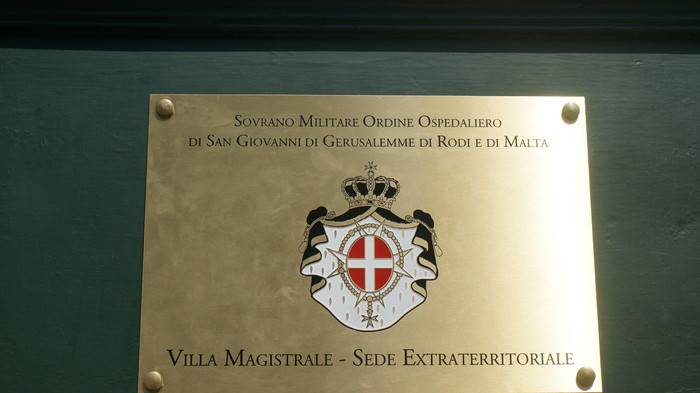 Sovrano Militare Ordine Ospedaliero
di San Giovanni di Gerusalemme di Rodi e di Malta
Villa Magistrale - Sede Extraterritoriale